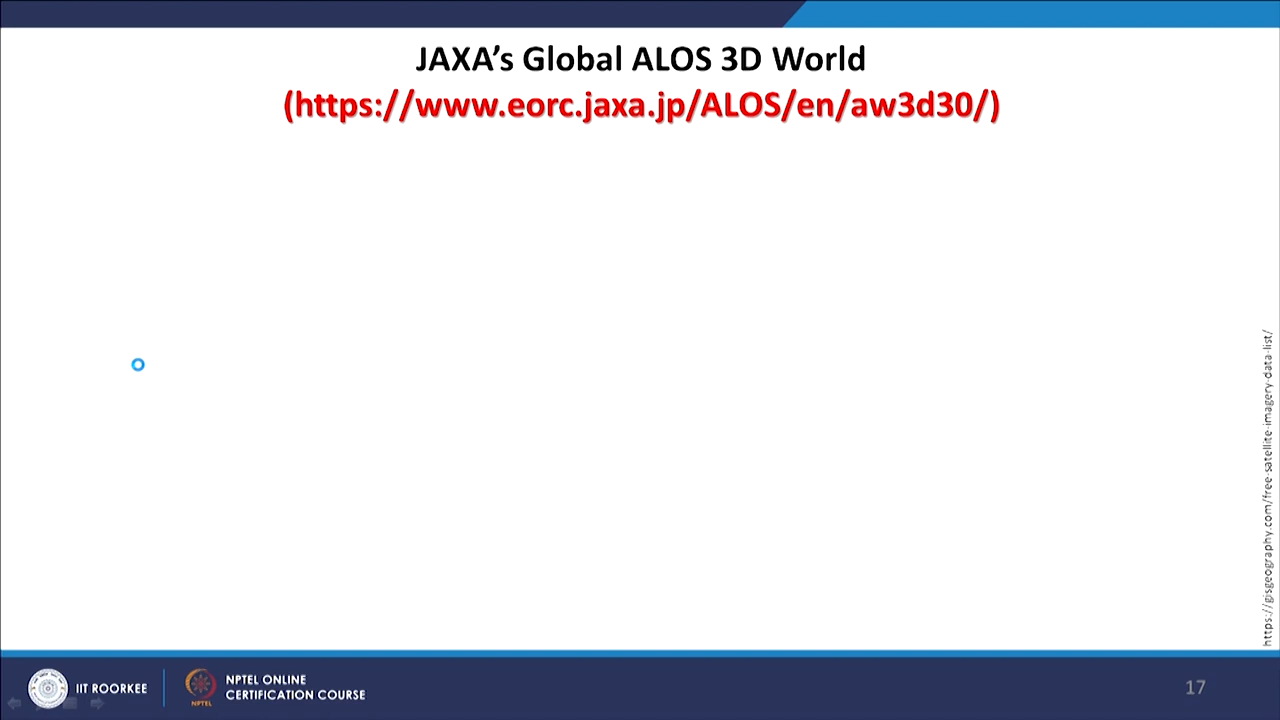 JAXA’s Global ALOS 3D World
(https://www.eorc.jaxa.jp/ALOS/en/aw3d30/)
https://gisgeography.com/free-satellite-imagery-data-list/
IIT ROORKEE
NPTEL
NPTEL ONLINE
CERTIFICATION COURSE
17